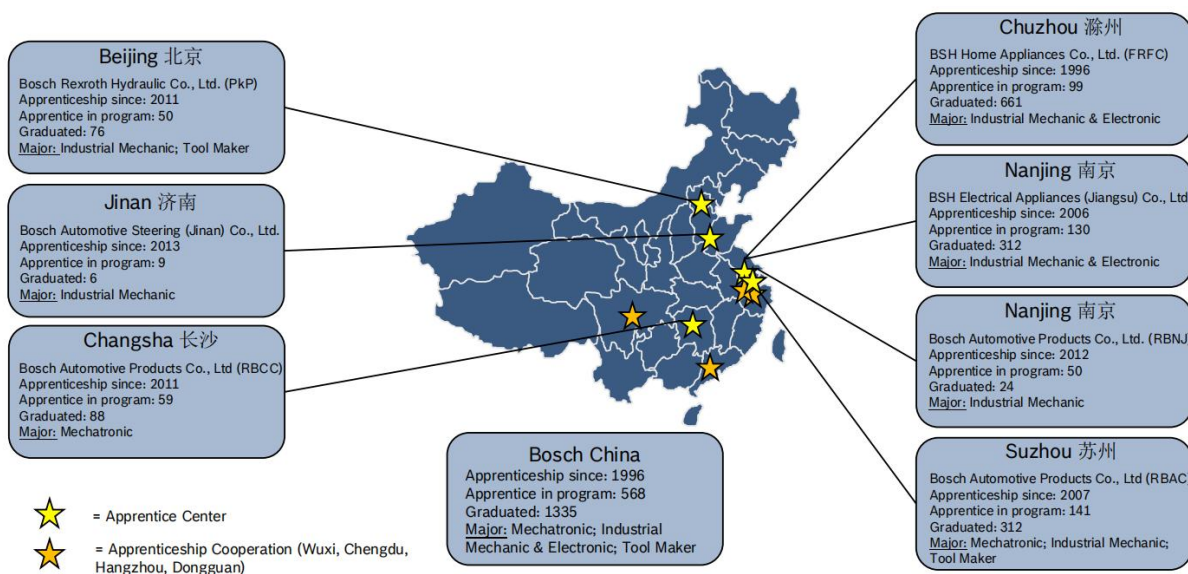 Beijing 北京
Bosch Rexroth Hydraulic Co., Ltd. (PkP)
Apprenticeship since: 2011
Apprentice in program: 50
Graduated: 76
Major: Industrial Mechanic; Tool Maker
Jinan 济南
Bosch Automotive Steering (Jinan) Co., Ltd.
Apprenticeship since: 2013
Apprentice in program: 9
Graduated: 6
Major: Industrial Mechanic
Changsha 长沙
Bosch Automotive Products Co., Ltd (RBCC)
Apprenticeship since: 2011
Apprentice in program: 59
Graduated: 88
Major: Mechatronic
= Apprentice Center
= Apprenticeship Cooperation (Wuxi, Chengdu,
Hangzhou, Dongguan)
Bosch China
Apprenticeship since: 1996
Apprentice in program: 568
Graduated: 1335
Major: Mechatronic; Industrial
Mechanic & Electronic; Tool Maker
Chuzhou 滁州
BSH Home Appliances Co., Ltd. (FRFC)
Apprenticeship since: 1996
Apprentice in program: 99
Graduated: 661
Major: Industrial Mechanic & Electronic
Nanjing 南京
BSH Electrical Appliances (Jiangsu) Co., Ltd
Apprenticeship since: 2006
Apprentice in program: 130
Graduated: 312
Major: Industrial Mechanic & Electronic
Nanjing 南京
Bosch Automotive Products Co., Ltd. (RBNJ
Apprenticeship since: 2012
Apprentice in program: 50
Graduated: 24
Major: Industrial Mechanic
Suzhou 苏州
Bosch Automotive Products Co., Ltd (RBAC)
Apprenticeship since: 2007
Apprentice in program: 141
Graduated: 312
Major: Mechatronic; Industrial Mechanic;
Tool Maker